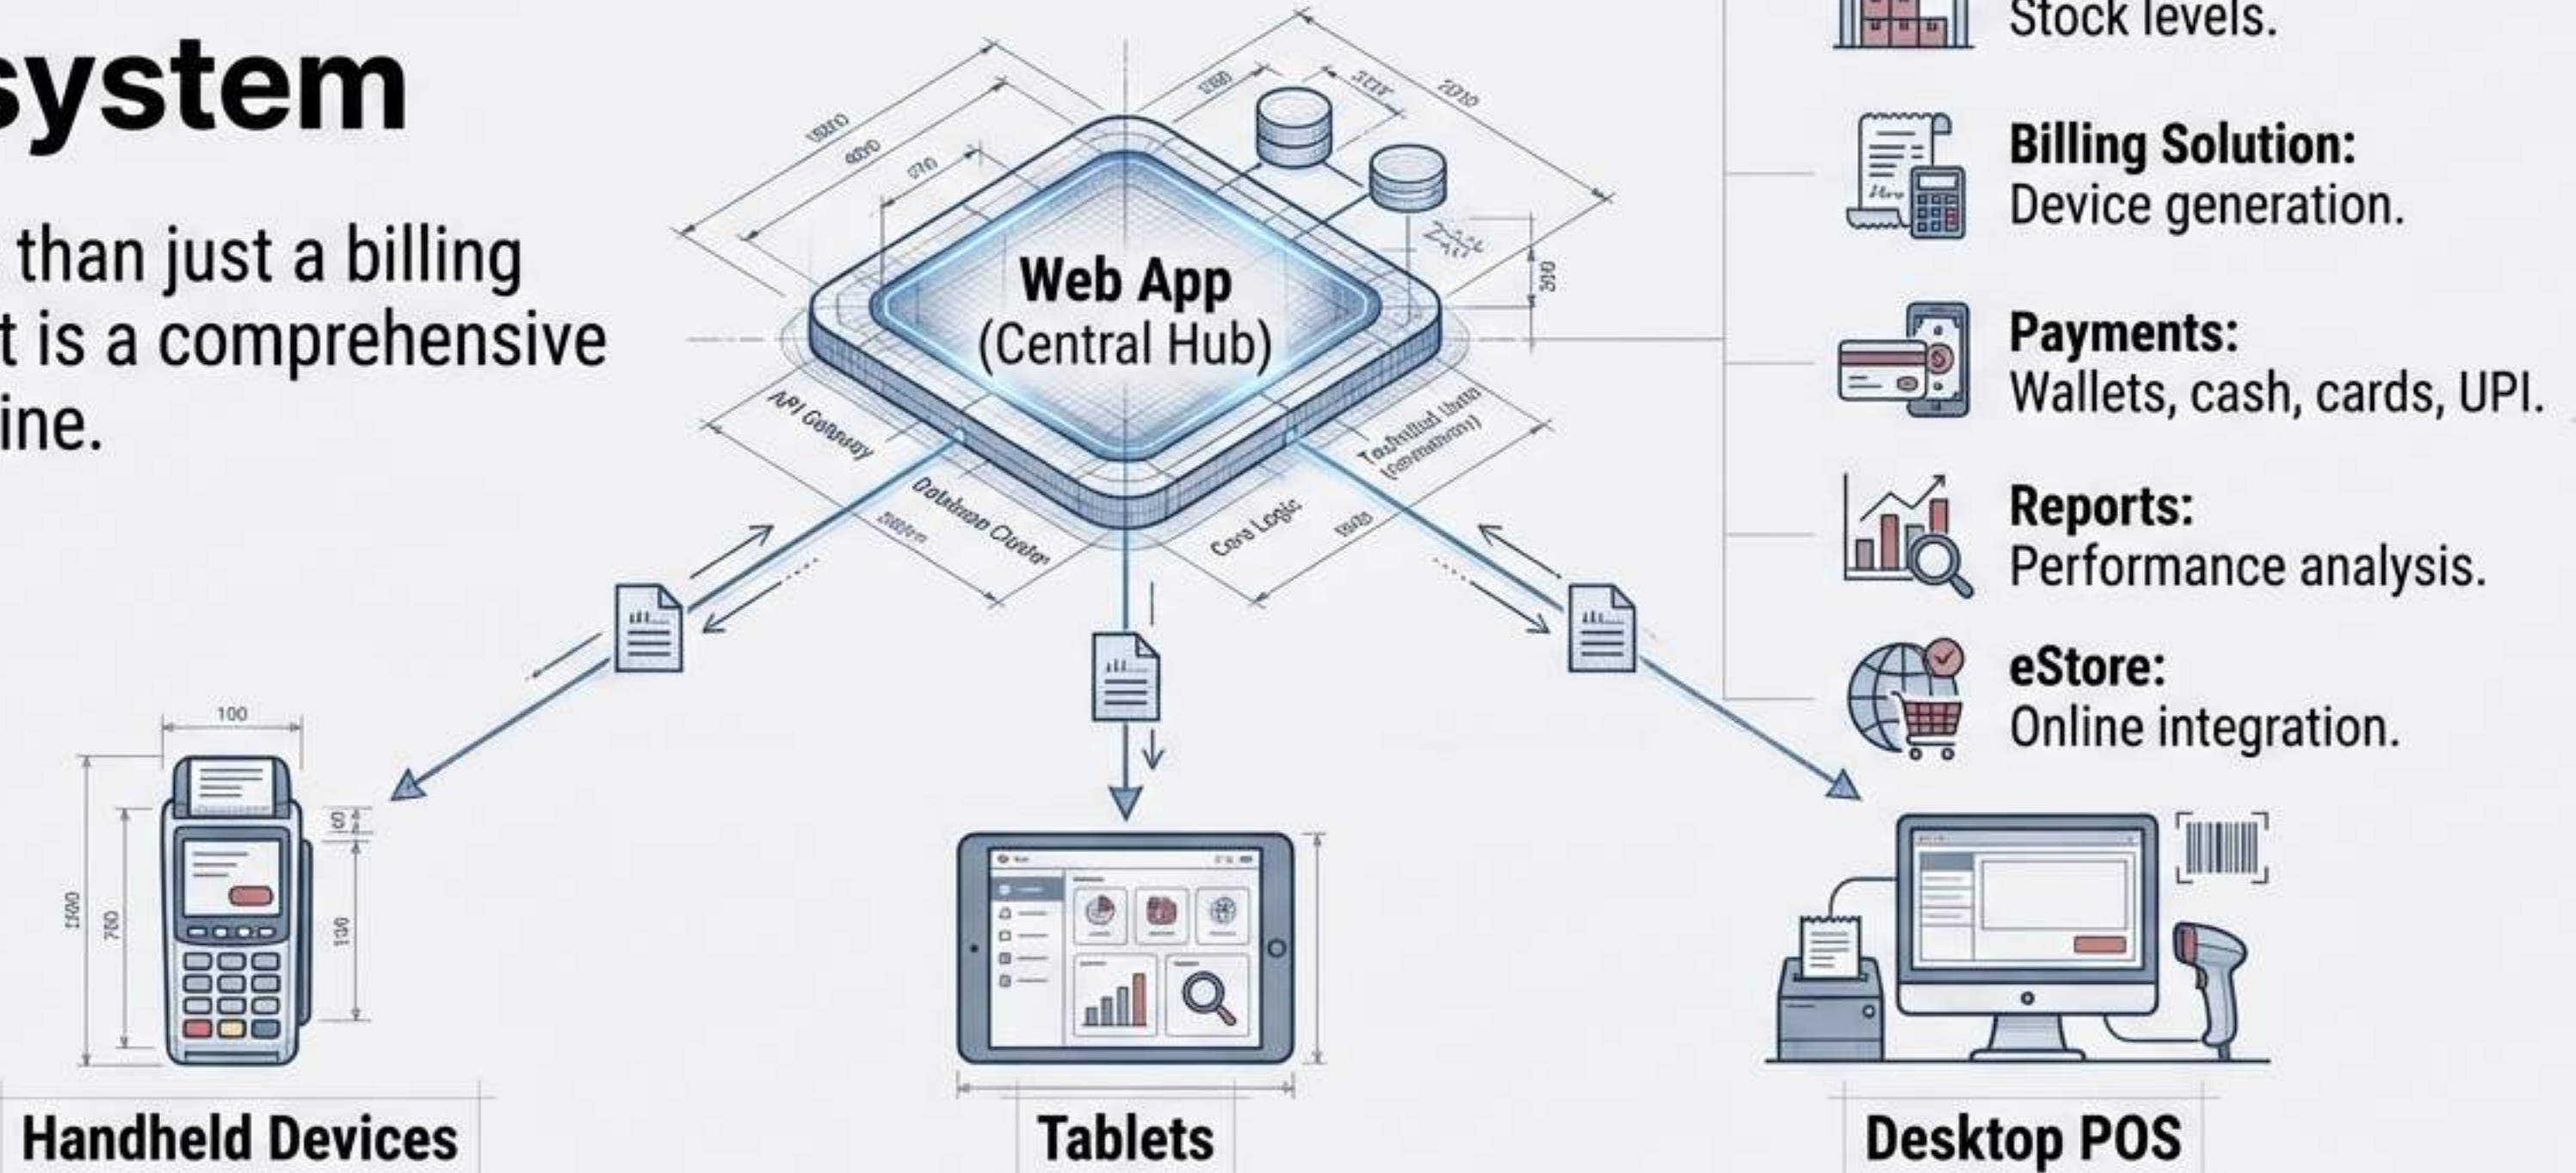 system
than just a billing
t is a comprehensive
ine.
Web App
(Central Hub)
API Gateway
Core Logic
Stock levels.
Billing Solution:
Device generation.
Payments:
Wallets, cash, cards, UPI.
Reports:
Performance analysis.
eStore:
Online integration.
100
Handheld Devices
Tablets
Desktop POS